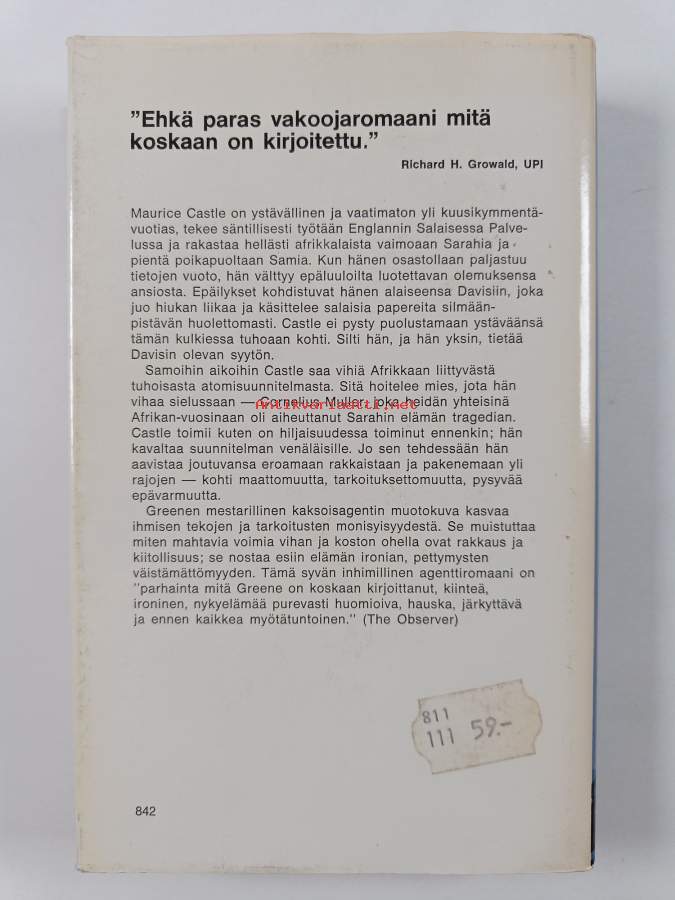 "Ehkä paras vakoojaromaani mitä
koskaan on kirjoitettu."
Richard H. Growald, UPI
Maurice Castle on ystävällinen ja vaatimaton yli kuusikymmentä-
vuotias, tekee säntillisesti työtään Englannin Salaisessa Palve-
lussa ja rakastaa hellästi afrikkalaista vaimoaan Sarahia ja
pientä poikapuoltaan Samia. Kun hänen osastollaan paljastuu
tietojen vuoto, hän välttyy epäluuloilta luotettavan olemuksensa
ansiosta. Epäilykset kohdistuvat hänen alaiseensa Davisiin, joka
juo hiukan liikaa ja käsittelee salaisia papereita silmään-
pistävän huolettomasti. Castle ei pysty puolustamaan ystäväänsä
tämän kulkiessa tuhoaan kohti. Silti hän, ja hän yksin, tietää
Davisin olevan syytön.
Samoihin aikoihin Castle saa vihiä Afrikkaan liittyvästä
tuhoisasta atomisuunnitelmasta. Sitä hoitelee mies, jota hän
vihaa sielussaan — Cornelius Muller, joka heidän yhteisinä
Antikvariaatti.net
Afrikan-vuosinaan oli aiheuttanut Sarahin elämän tragedian.
Castle toimii kuten on hiljaisuudessa toiminut ennenkin; hän
kavaltaa suunnitelman venäläisille. Jo sen tehdessään hän
aavistaa joutuvansa eroamaan rakkaistaan ja pakenemaan yli
rajojen — kohti maattomuutta, tarkoituksettomuutta, pysyvää
epävarmuutta.
Greenen mestarillinen kaksoisagentin muotokuva kasvaa
ihmisen tekojen ja tarkoitusten monisyisyydestä. Se muistuttaa
miten mahtavia voimia vihan ja koston ohella ovat rakkaus ja
kiitollisuus; se nostaa esiin elämän ironian, pettymysten
väistämättömyyden. Tämä syvän inhimillinen agenttiromaani on
"parhainta mitä Greene on koskaan kirjoittanut, kiinteä,
ironinen, nykyelämää purevasti huomioiva, hauska, järkyttävä
ja ennen kaikkea myötätuntoinen." (The Observer)
811
111 59.-
842